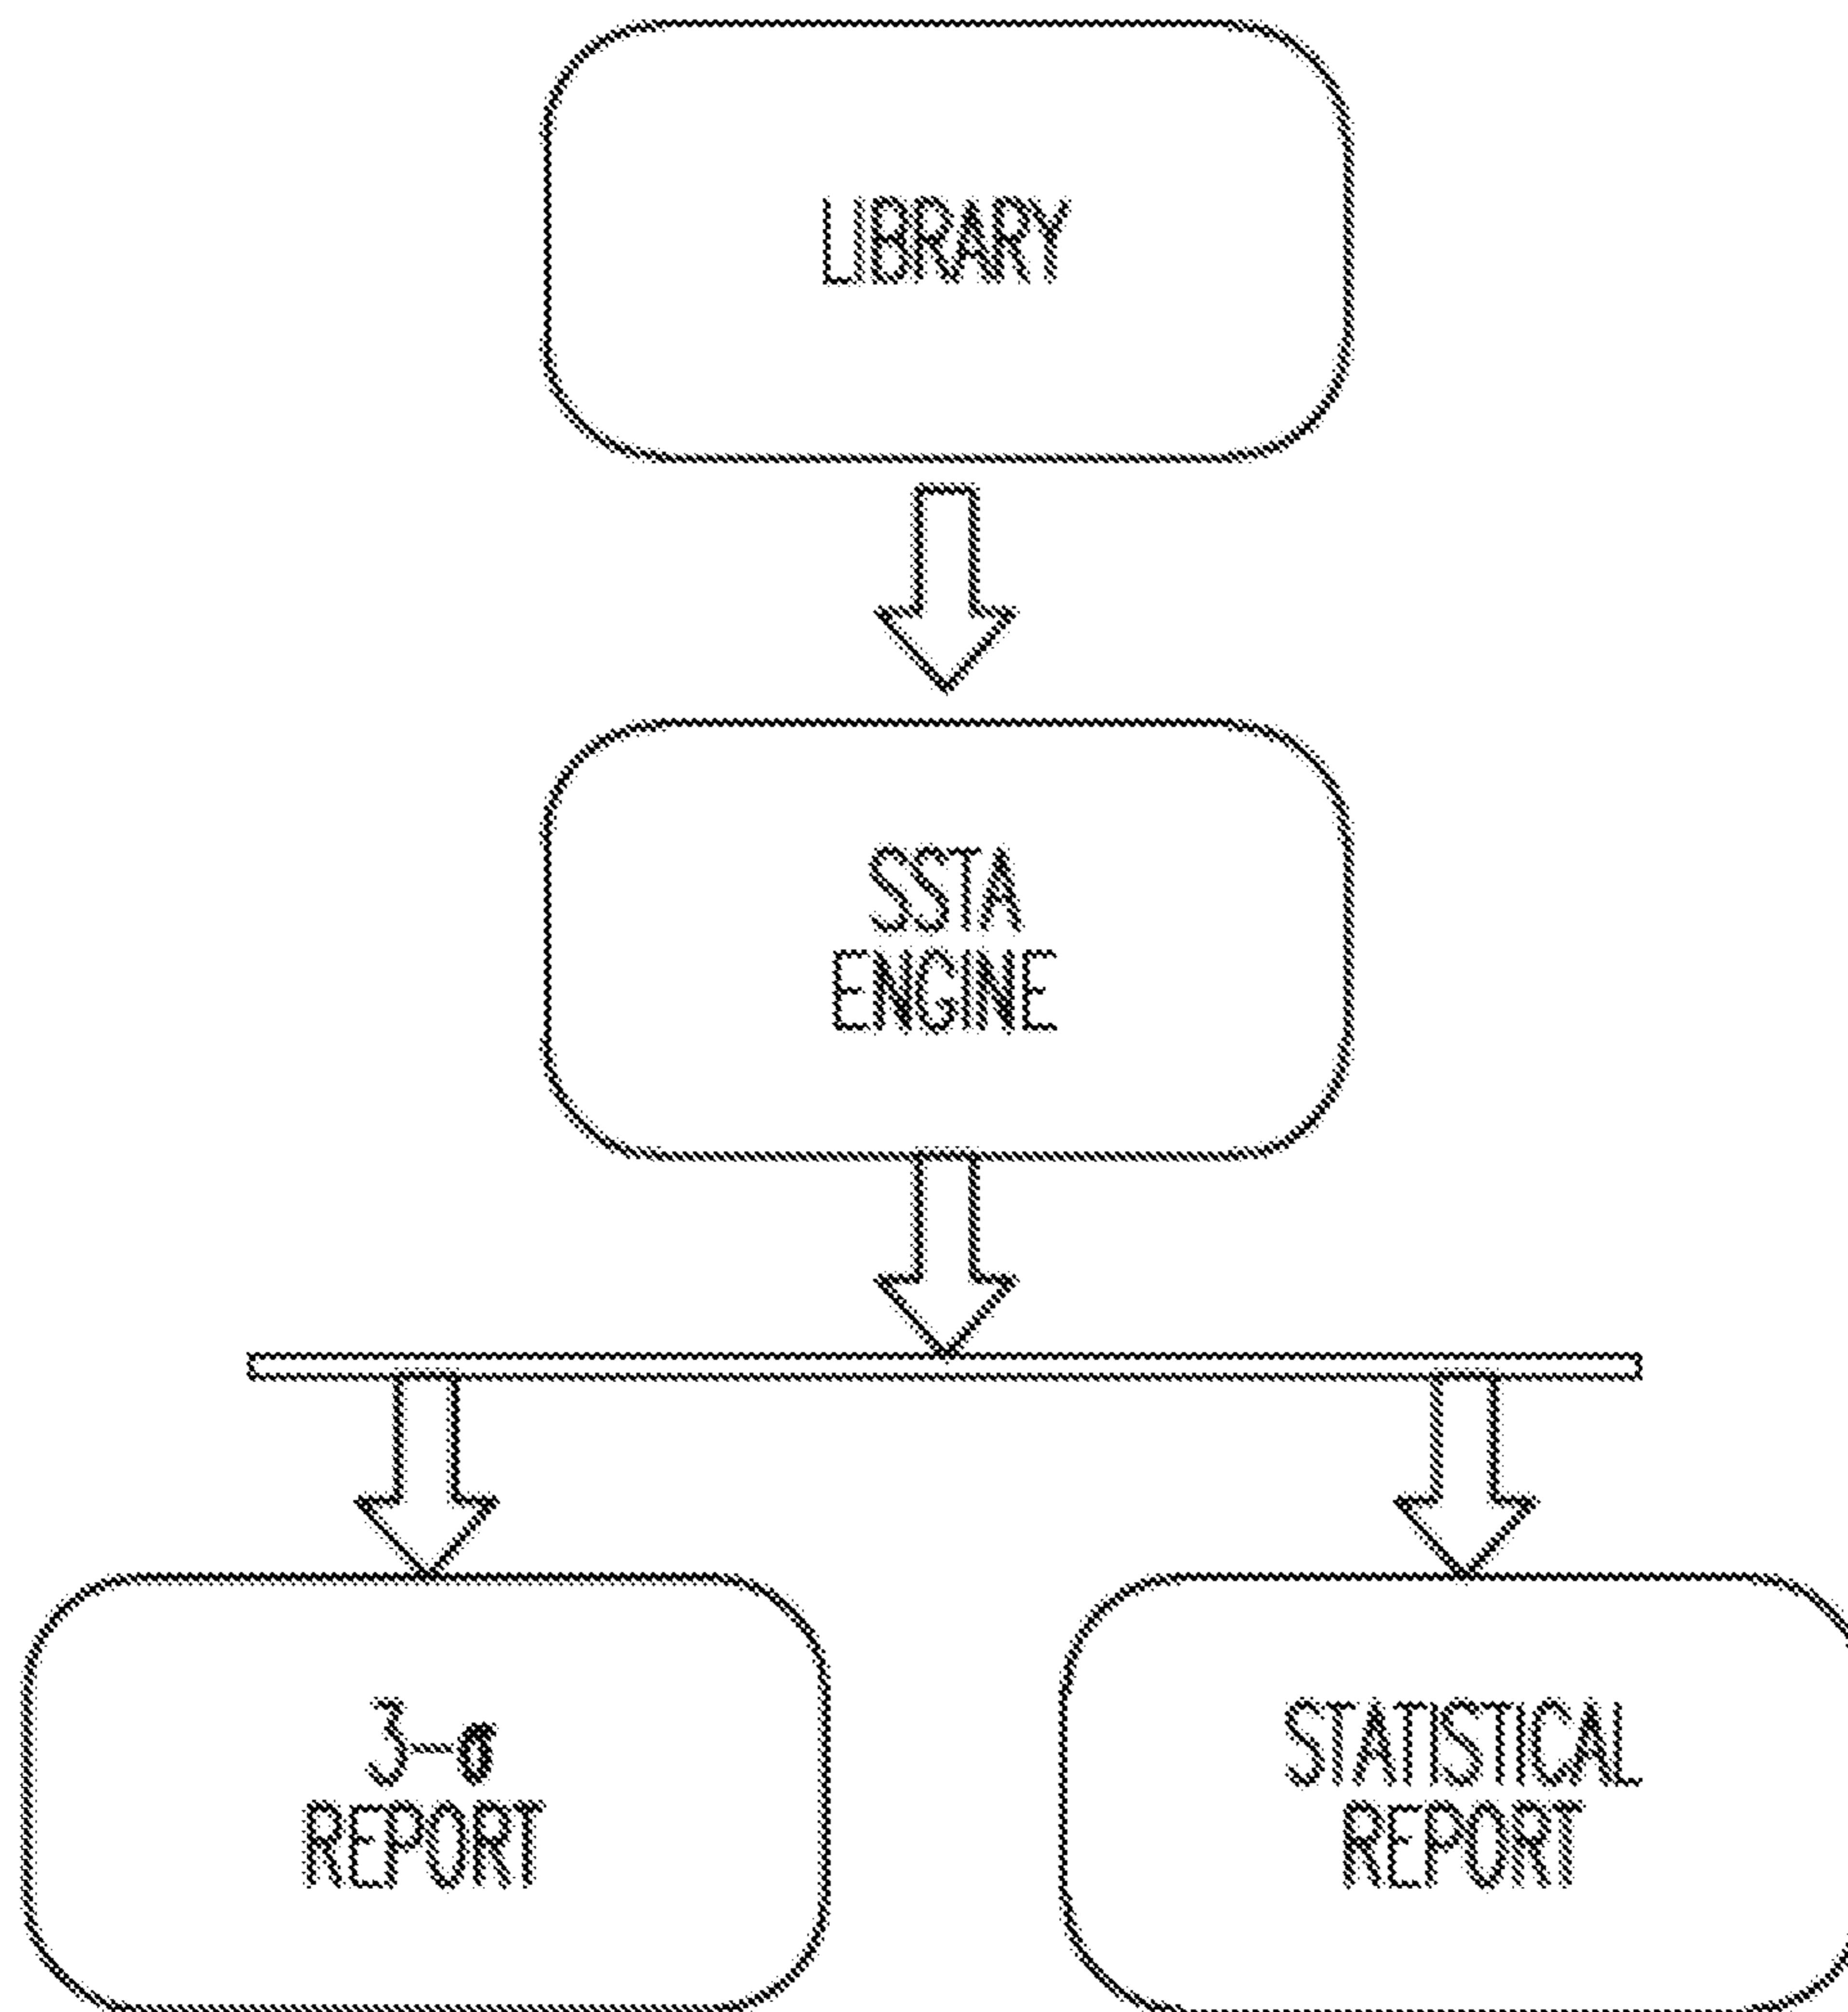 LIBRARY
SSTA
ENGINE
3-σ
REPORT
STATISTICAL
REPORT